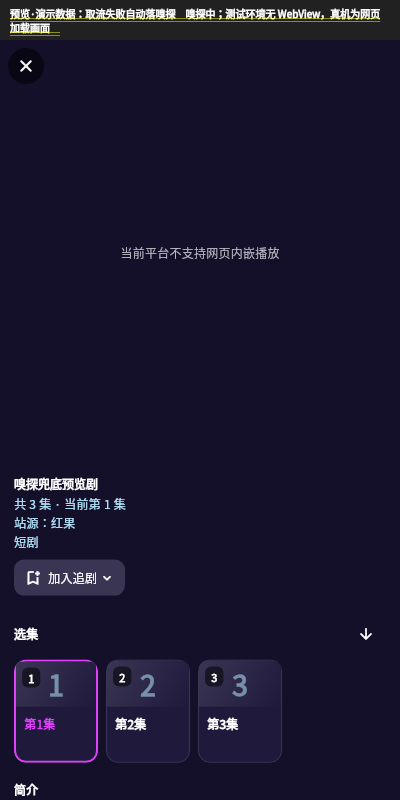 预览·演示数据：取流失败自动落嗅探　嗅探中；测试环境无 WebView，真机为网页
加载画面
当前平台不支持网页内嵌播放
嗅探兜底预览剧
共 3 集 · 当前第 1 集
站源：红果
短剧
加入追剧
选集
1 1 2 2 3 3
第1集 第2集 第3集
简介